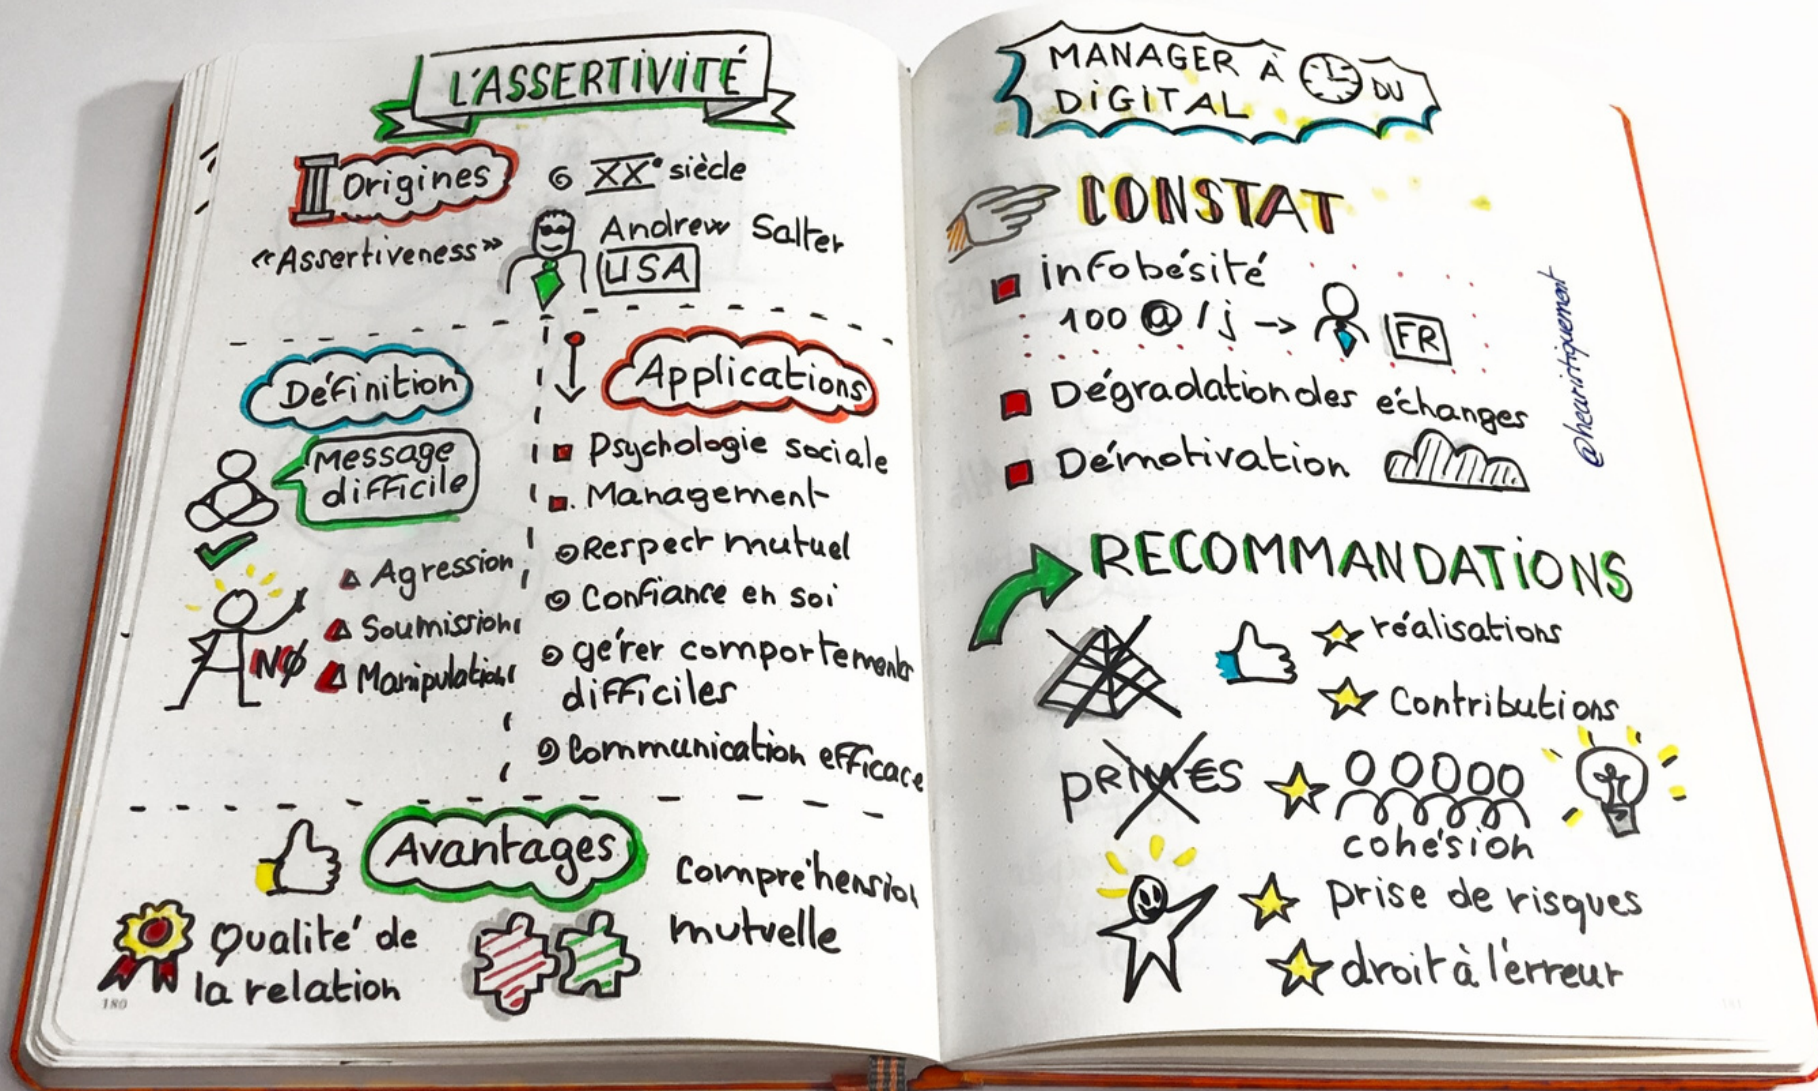 L'ASSERTIVITÉ
Origines
XXe siècle
«Assertiveness»
Andrew Salter
USA
Définition
Message
difficile
Agression
Soumission
Manipulation
NO
Applications
Psychologie sociale
Management
Respect mutuel
Confiance en soi
gérer comportements
difficiles
Communication efficace
Avantages
Qualité de
la relation
Compréhension
mutuelle
180
MANAGER À DU
DIGITAL
CONSTAT
infobésité
100 @ / j →
FR
Dégradation des échanges
Démotivation
@heuristiquement
RECOMMANDATIONS
réalisations
Contributions
PRIM€S
cohésion
prise de risques
droit à l'erreur